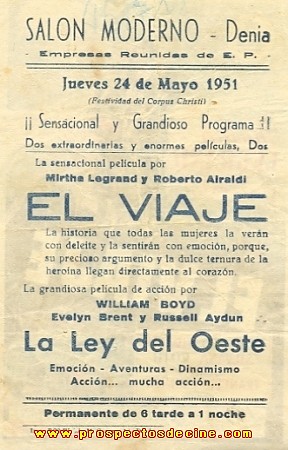 SALON MODERNO - Denia
- Empresas Reunidas de E. P. -
Jueves 24 de Mayo 1951
(Festividad del Corpus Christi)
¡¡Sensacional y Grandioso Programa!!
Dos extraordinarias y enormes películas, Dos
La sensacional película por
Mirtha Legrand y Roberto Airaldi
EL VIAJE
La historia que todas las mujeres la verán
con deleite y la sentirán con emoción, porque,
su precioso argumento y la dulce ternura de la
heroína llegan directamente al corazón.
La grandiosa película de acción por
WILLIAM BOYD
Evelyn Brent y Russell Aydun
La Ley del Oeste
Emoción - Aventuras - Dinamismo
Acción... mucha acción...
Permanente de 6 tarde a 1 noche
www.prospectosdecine.com